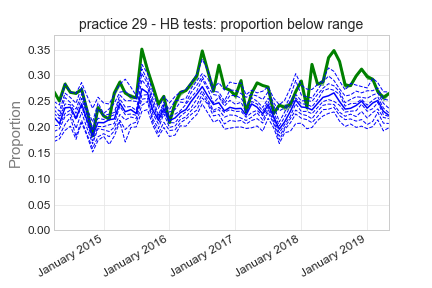 practice 29 - HB tests: proportion below range
Proportion
0.35
0.30
0.25
0.20
0.15
0.10
0.05
0.00
January 2015
January 2016
January 2017
January 2018
January 2019